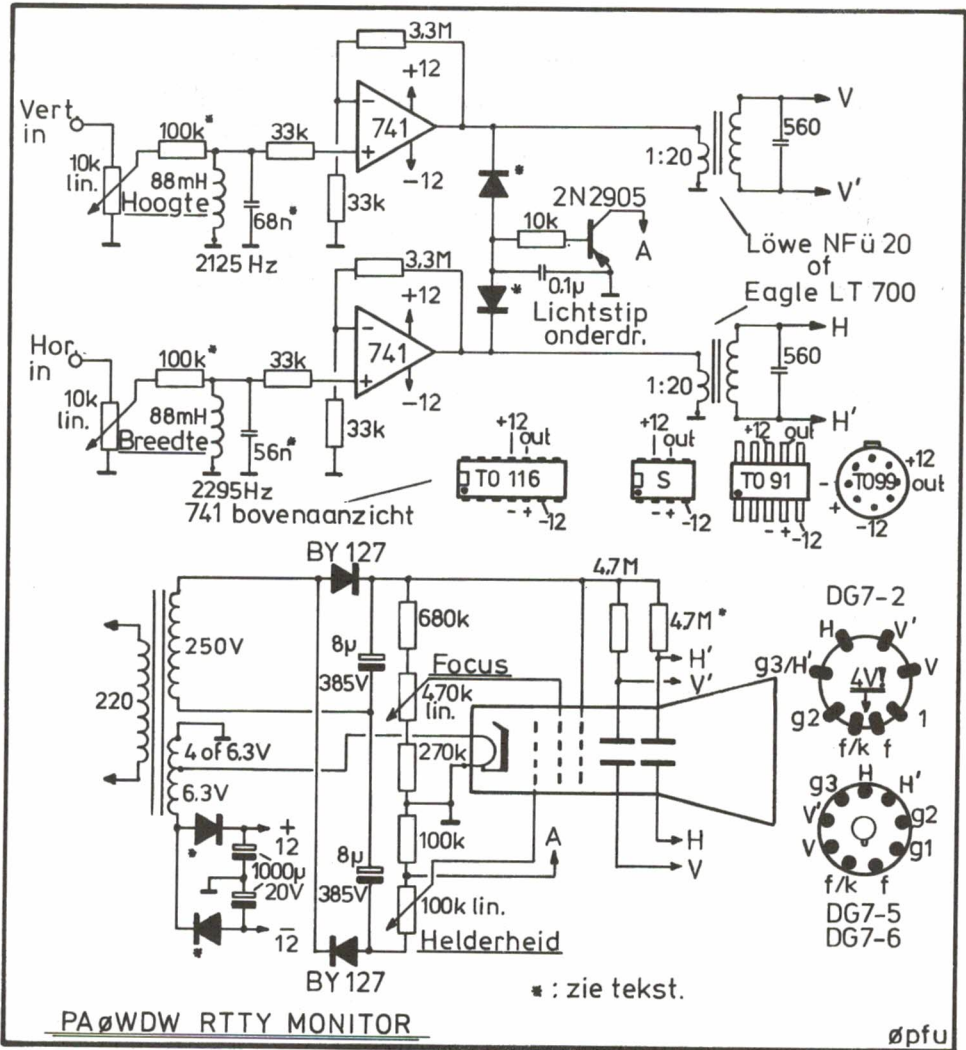 3,3M
+12
-
741
+
-12
Vert
in
100k*
33k
10k
lin.
88mH
Hoogte
68n*
33k
2125 Hz
*
2N2905
10k
A
0,1µ
*
Lichtstip
onderdr.
1:20
560
V
V'
Löwe NFü 20
of
Eagle LT 700
3,3M
+12
-
741
+
-12
Hor.
in
100k*
33k
10k
lin.
88mH
Breedte
56n*
33k
2295Hz
1:20
560
H
H'
741 bovenaanzicht
+12 out
TO 116
- + -12
+12 out
S
- + -12
+12 out
TO 91
- + -12
+12
out
TO99
-
+
-12
BY 127
250V
220
4 of 6.3V
6.3V
+
12
1000µ
20V
-
12
*
*
8µ
385V
8µ
385V
BY 127
680k
Focus
470k
lin.
270k
100k
100k lin.
Helderheid
A
4,7M
4,7M*
H'
V'
H
V
DG7-2
H
V'
g3/H'
V
4V!
g2
1
f/k
f
H
g3
H'
V'
g2
V
g1
f/k
f
DG7-5
DG7-6
* : zie tekst.
PAøWDW RTTY MONITOR
øpfu